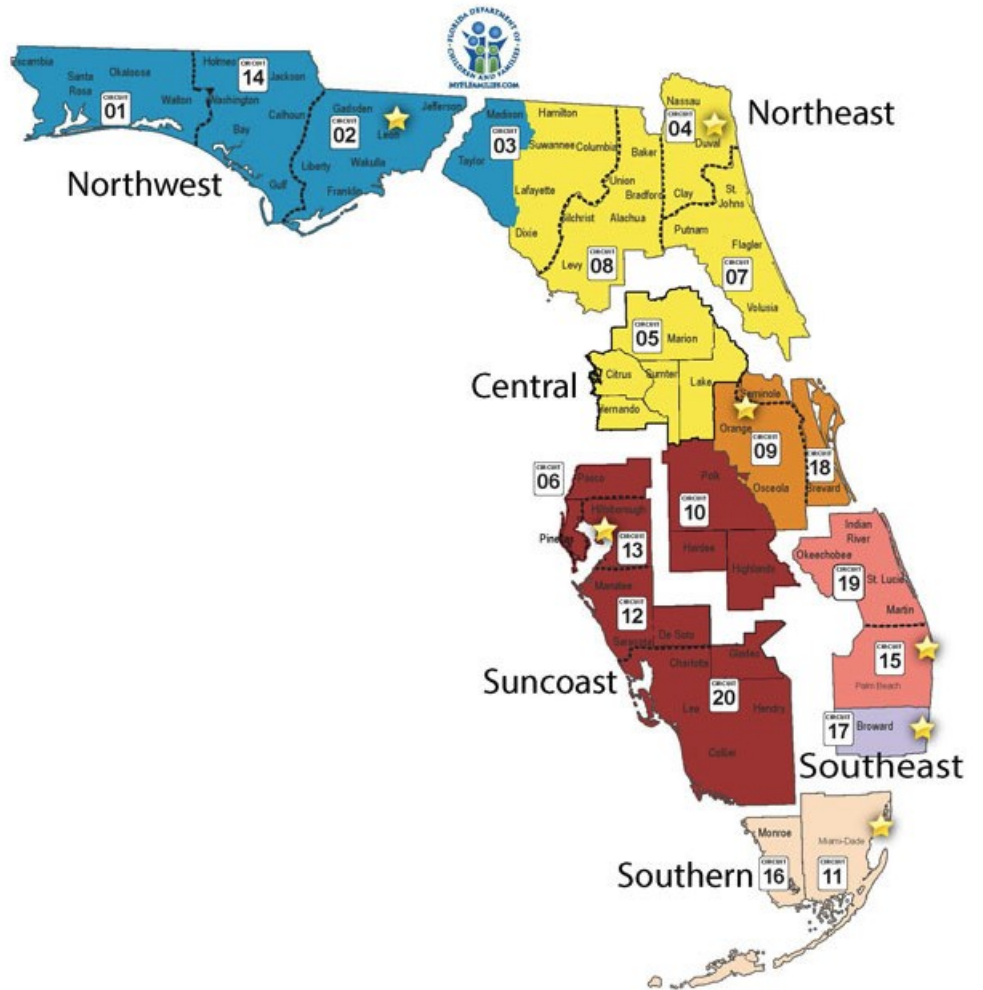 FLORIDA DEPARTMENT OF
CHILDREN AND FAMILIES
MYFLFAMILIES.COM
Escambia
Santa
Rosa
Okaloosa
Walton
CIRCUIT
01
Holmes
CIRCUIT
14
Jackson
Washington
Bay
Calhoun
Gulf
Gadsden
CIRCUIT
02
Leon
Jefferson
Liberty
Wakulla
Franklin
Northwest
Madison
CIRCUIT
03
Taylor
Hamilton
Suwannee
Columbia
Lafayette
Dixie
Baker
Union
Bradford
Gilchrist
Alachua
Levy
CIRCUIT
08
Nassau
CIRCUIT
04
Duval
Northeast
Clay
St.
Johns
Putnam
Flagler
CIRCUIT
07
Volusia
CIRCUIT
05
Marion
Citrus
Sumter
Lake
Hernando
Central
Seminole
Orange
CIRCUIT
09
Osceola
CIRCUIT
18
Brevard
CIRCUIT
06
Pasco
Pinellas
Hillsborough
CIRCUIT
13
Polk
CIRCUIT
10
Hardee
Highlands
Manatee
CIRCUIT
12
Sarasota
De Soto
Charlotte
Glades
CIRCUIT
20
Lee
Hendry
Collier
Suncoast
Indian
River
Okeechobee
CIRCUIT
19
St. Lucie
Martin
CIRCUIT
15
Palm Beach
CIRCUIT
17
Broward
Southeast
Monroe
CIRCUIT
16
Miami-Dade
CIRCUIT
11
Southern